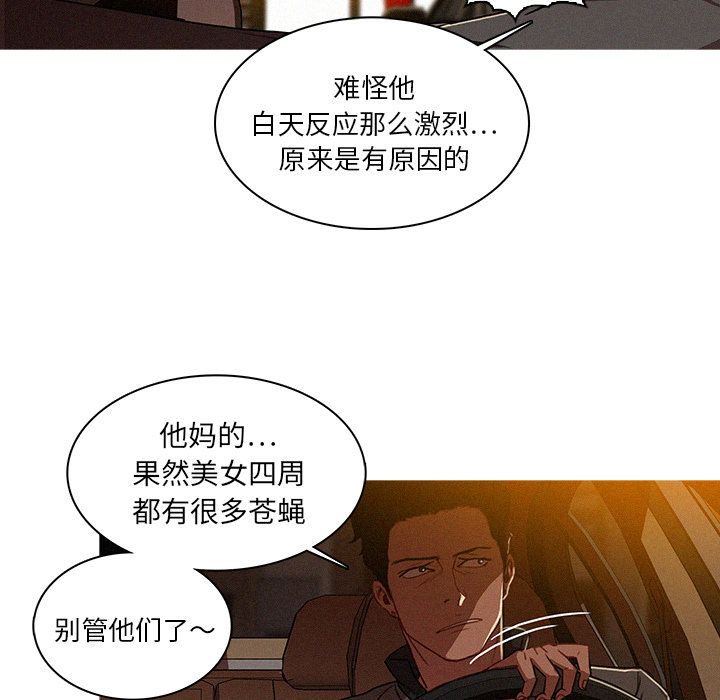 难怪他
白天反应那么激烈...
原来是有原因的
他妈的...
果然美女四周
都有很多苍蝇
别管他们了～